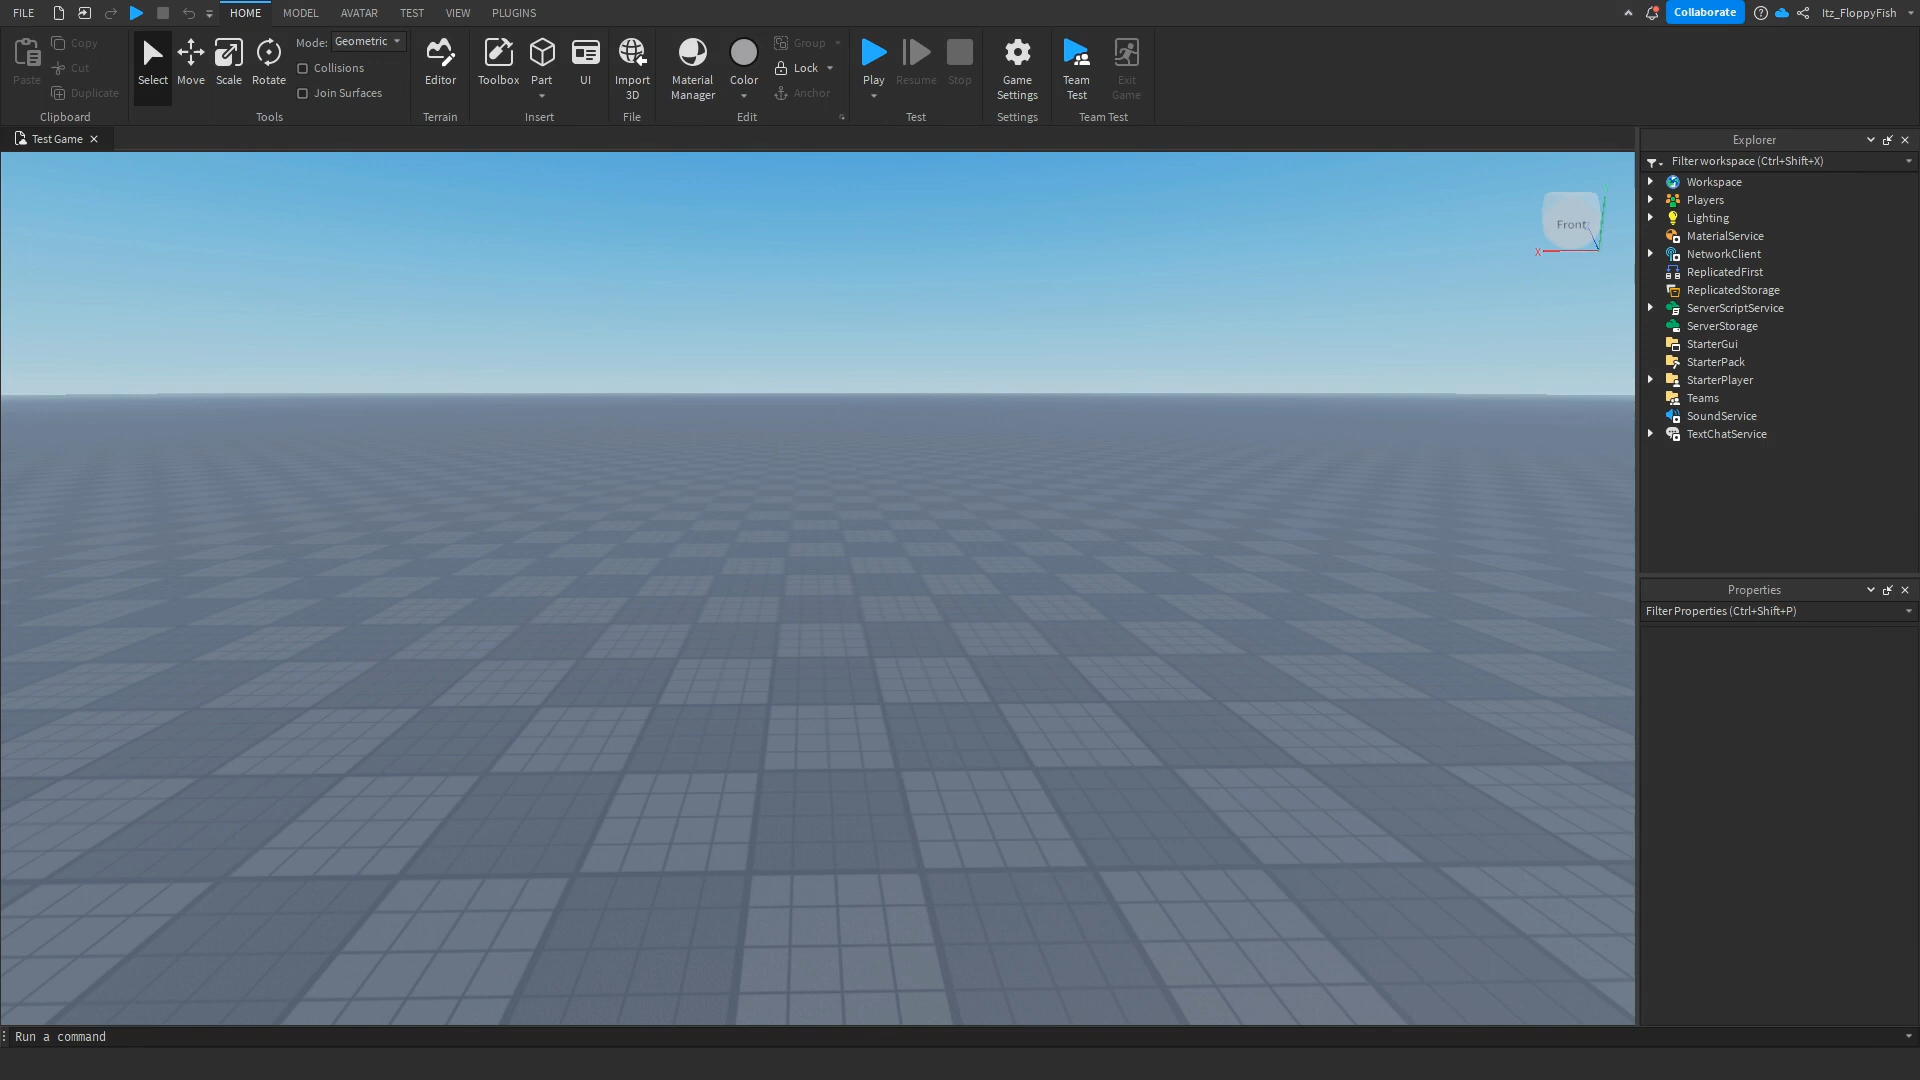 FILE HOME MODEL AVATAR TEST VIEW PLUGINS Collaborate Itz_FloppyFish
Paste Copy Cut Duplicate
Clipboard
Select Move Scale Rotate
Mode: Geometric
Collisions
Join Surfaces
Tools
Editor
Terrain
Toolbox Part UI
Insert
Import 3D
File
Material Manager Color
Group
Lock
Anchor
Edit
Play Resume Stop
Test
Game Settings
Settings
Team Test Exit Game
Team Test
Test Game
Front
X
Explorer
Filter workspace (Ctrl+Shift+X)
Workspace
Players
Lighting
MaterialService
NetworkClient
ReplicatedFirst
ReplicatedStorage
ServerScriptService
ServerStorage
StarterGui
StarterPack
StarterPlayer
Teams
SoundService
TextChatService
Properties
Filter Properties (Ctrl+Shift+P)
Run a command